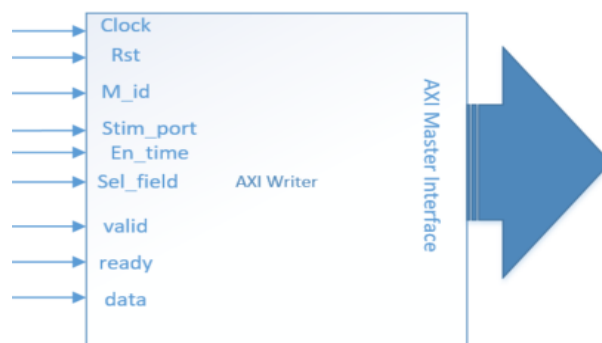 Clock
Rst
M_id
Stim_port
En_time
Sel_field
AXI Writer
valid
ready
data
AXI Master Interface